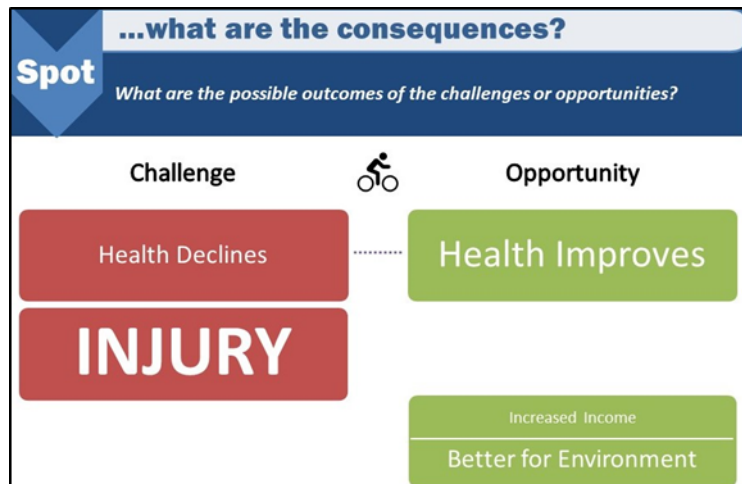 ...what are the consequences?
Spot
What are the possible outcomes of the challenges or opportunities?
Challenge
Opportunity
Health Declines
Health Improves
INJURY
Increased Income
Better for Environment